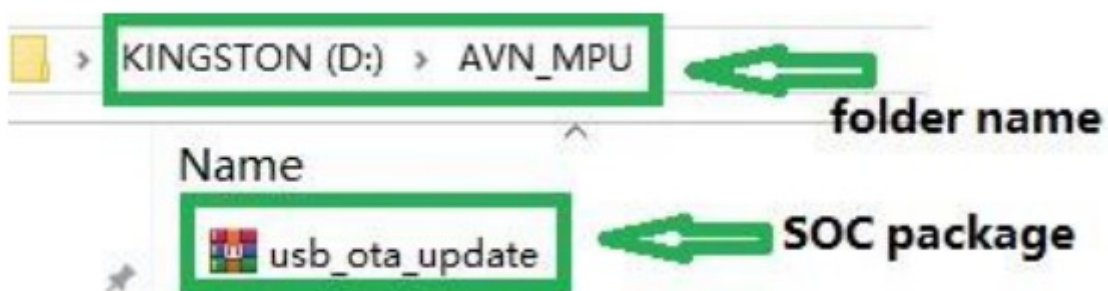 KINGSTON (D:) > AVN_MPU
folder name
Name
usb_ota_update
SOC package